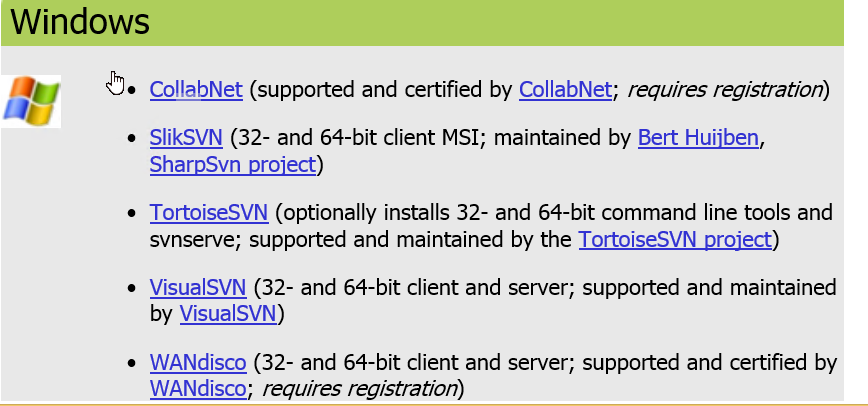 Windows
• CollabNet (supported and certified by CollabNet; requires registration)
• SlikSVN (32- and 64-bit client MSI; maintained by Bert Huijben,
SharpSvn project)
• TortoiseSVN (optionally installs 32- and 64-bit command line tools and
svnserve; supported and maintained by the TortoiseSVN project)
• VisualSVN (32- and 64-bit client and server; supported and maintained
by VisualSVN)
• WANdisco (32- and 64-bit client and server; supported and certified by
WANdisco; requires registration)